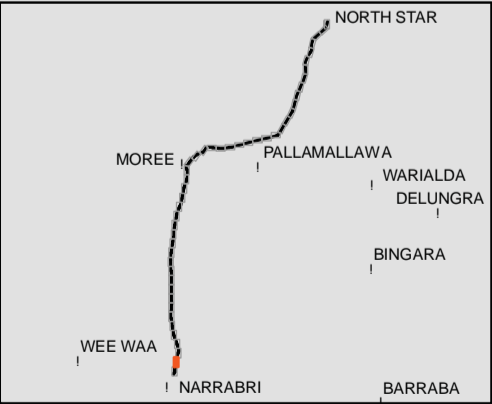 NORTH STAR
MOREE
PALLAMALLAWA
WARIALDA
DELUNGRA
BINGARA
WEE WAA
NARRABRI
BARRABA